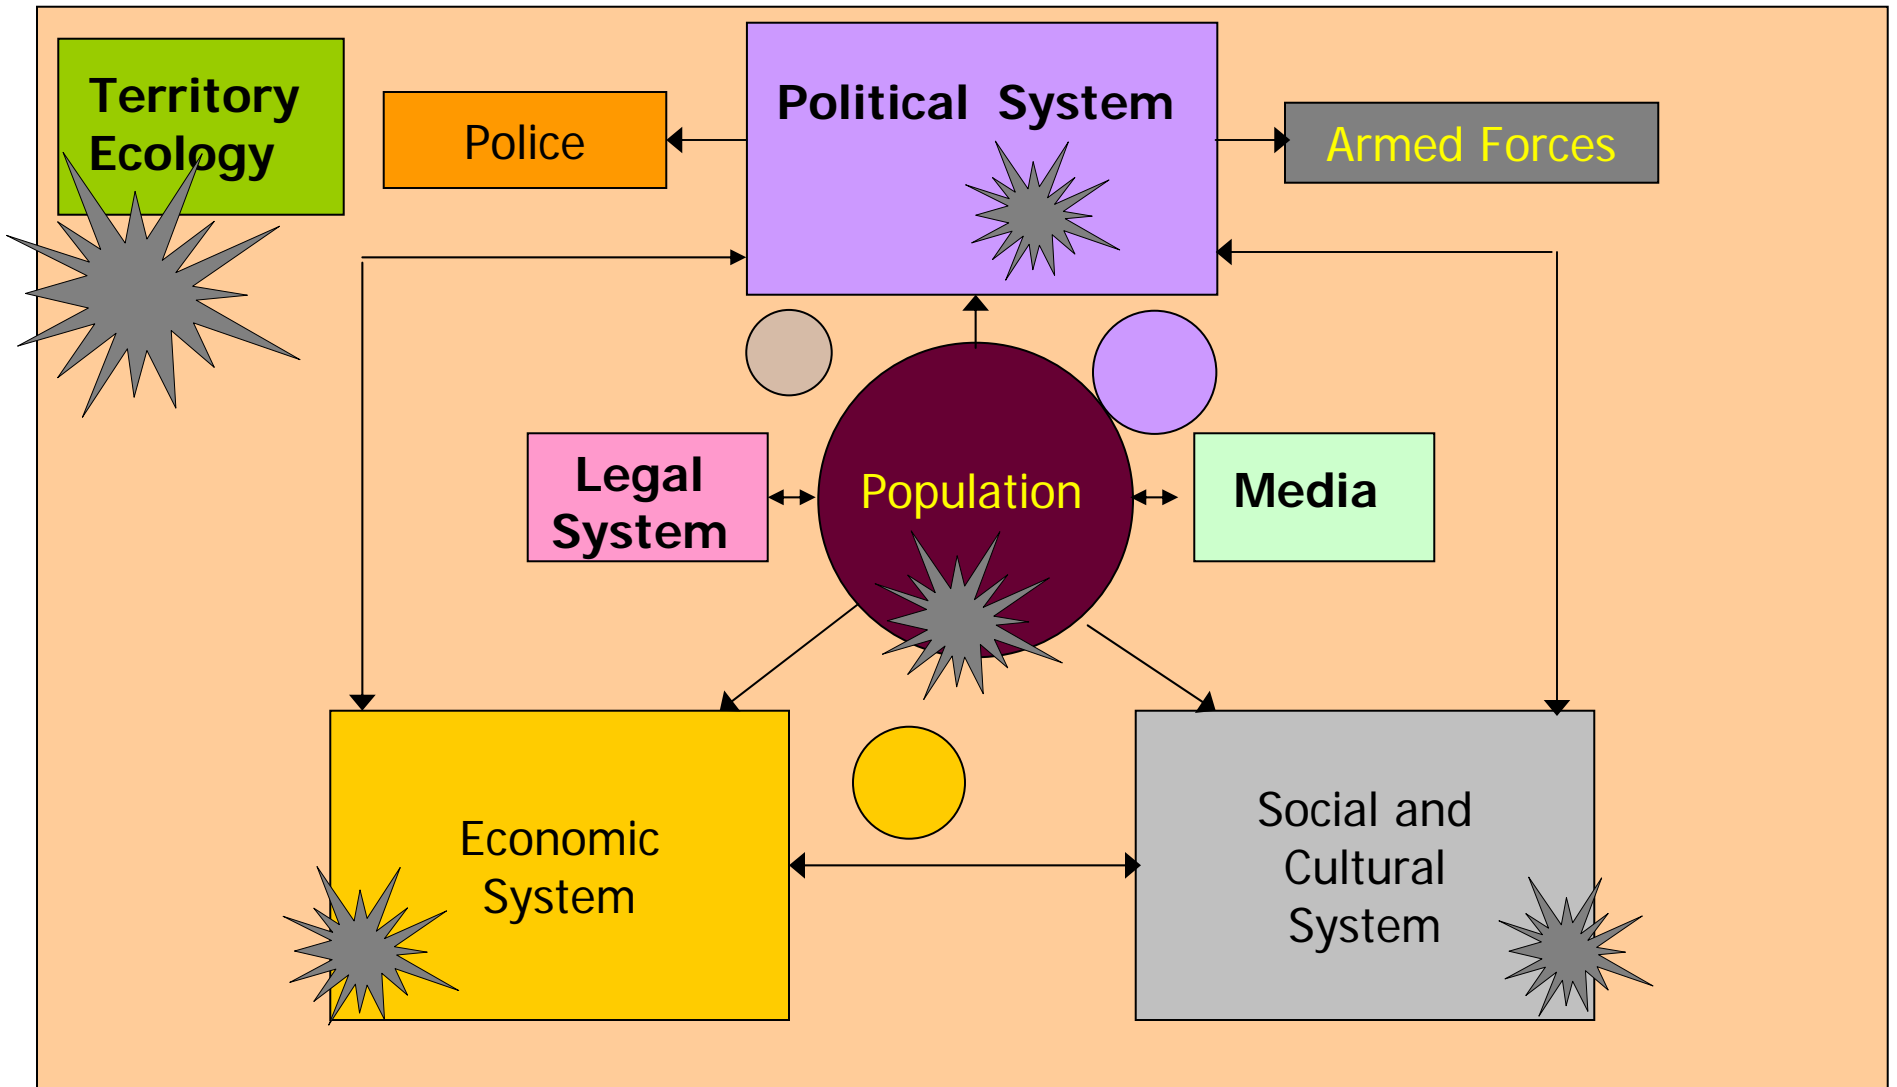 Territory
Ecology
Police
Political System
Armed Forces
Legal
System
Population
Media
Economic
System
Social and
Cultural
System